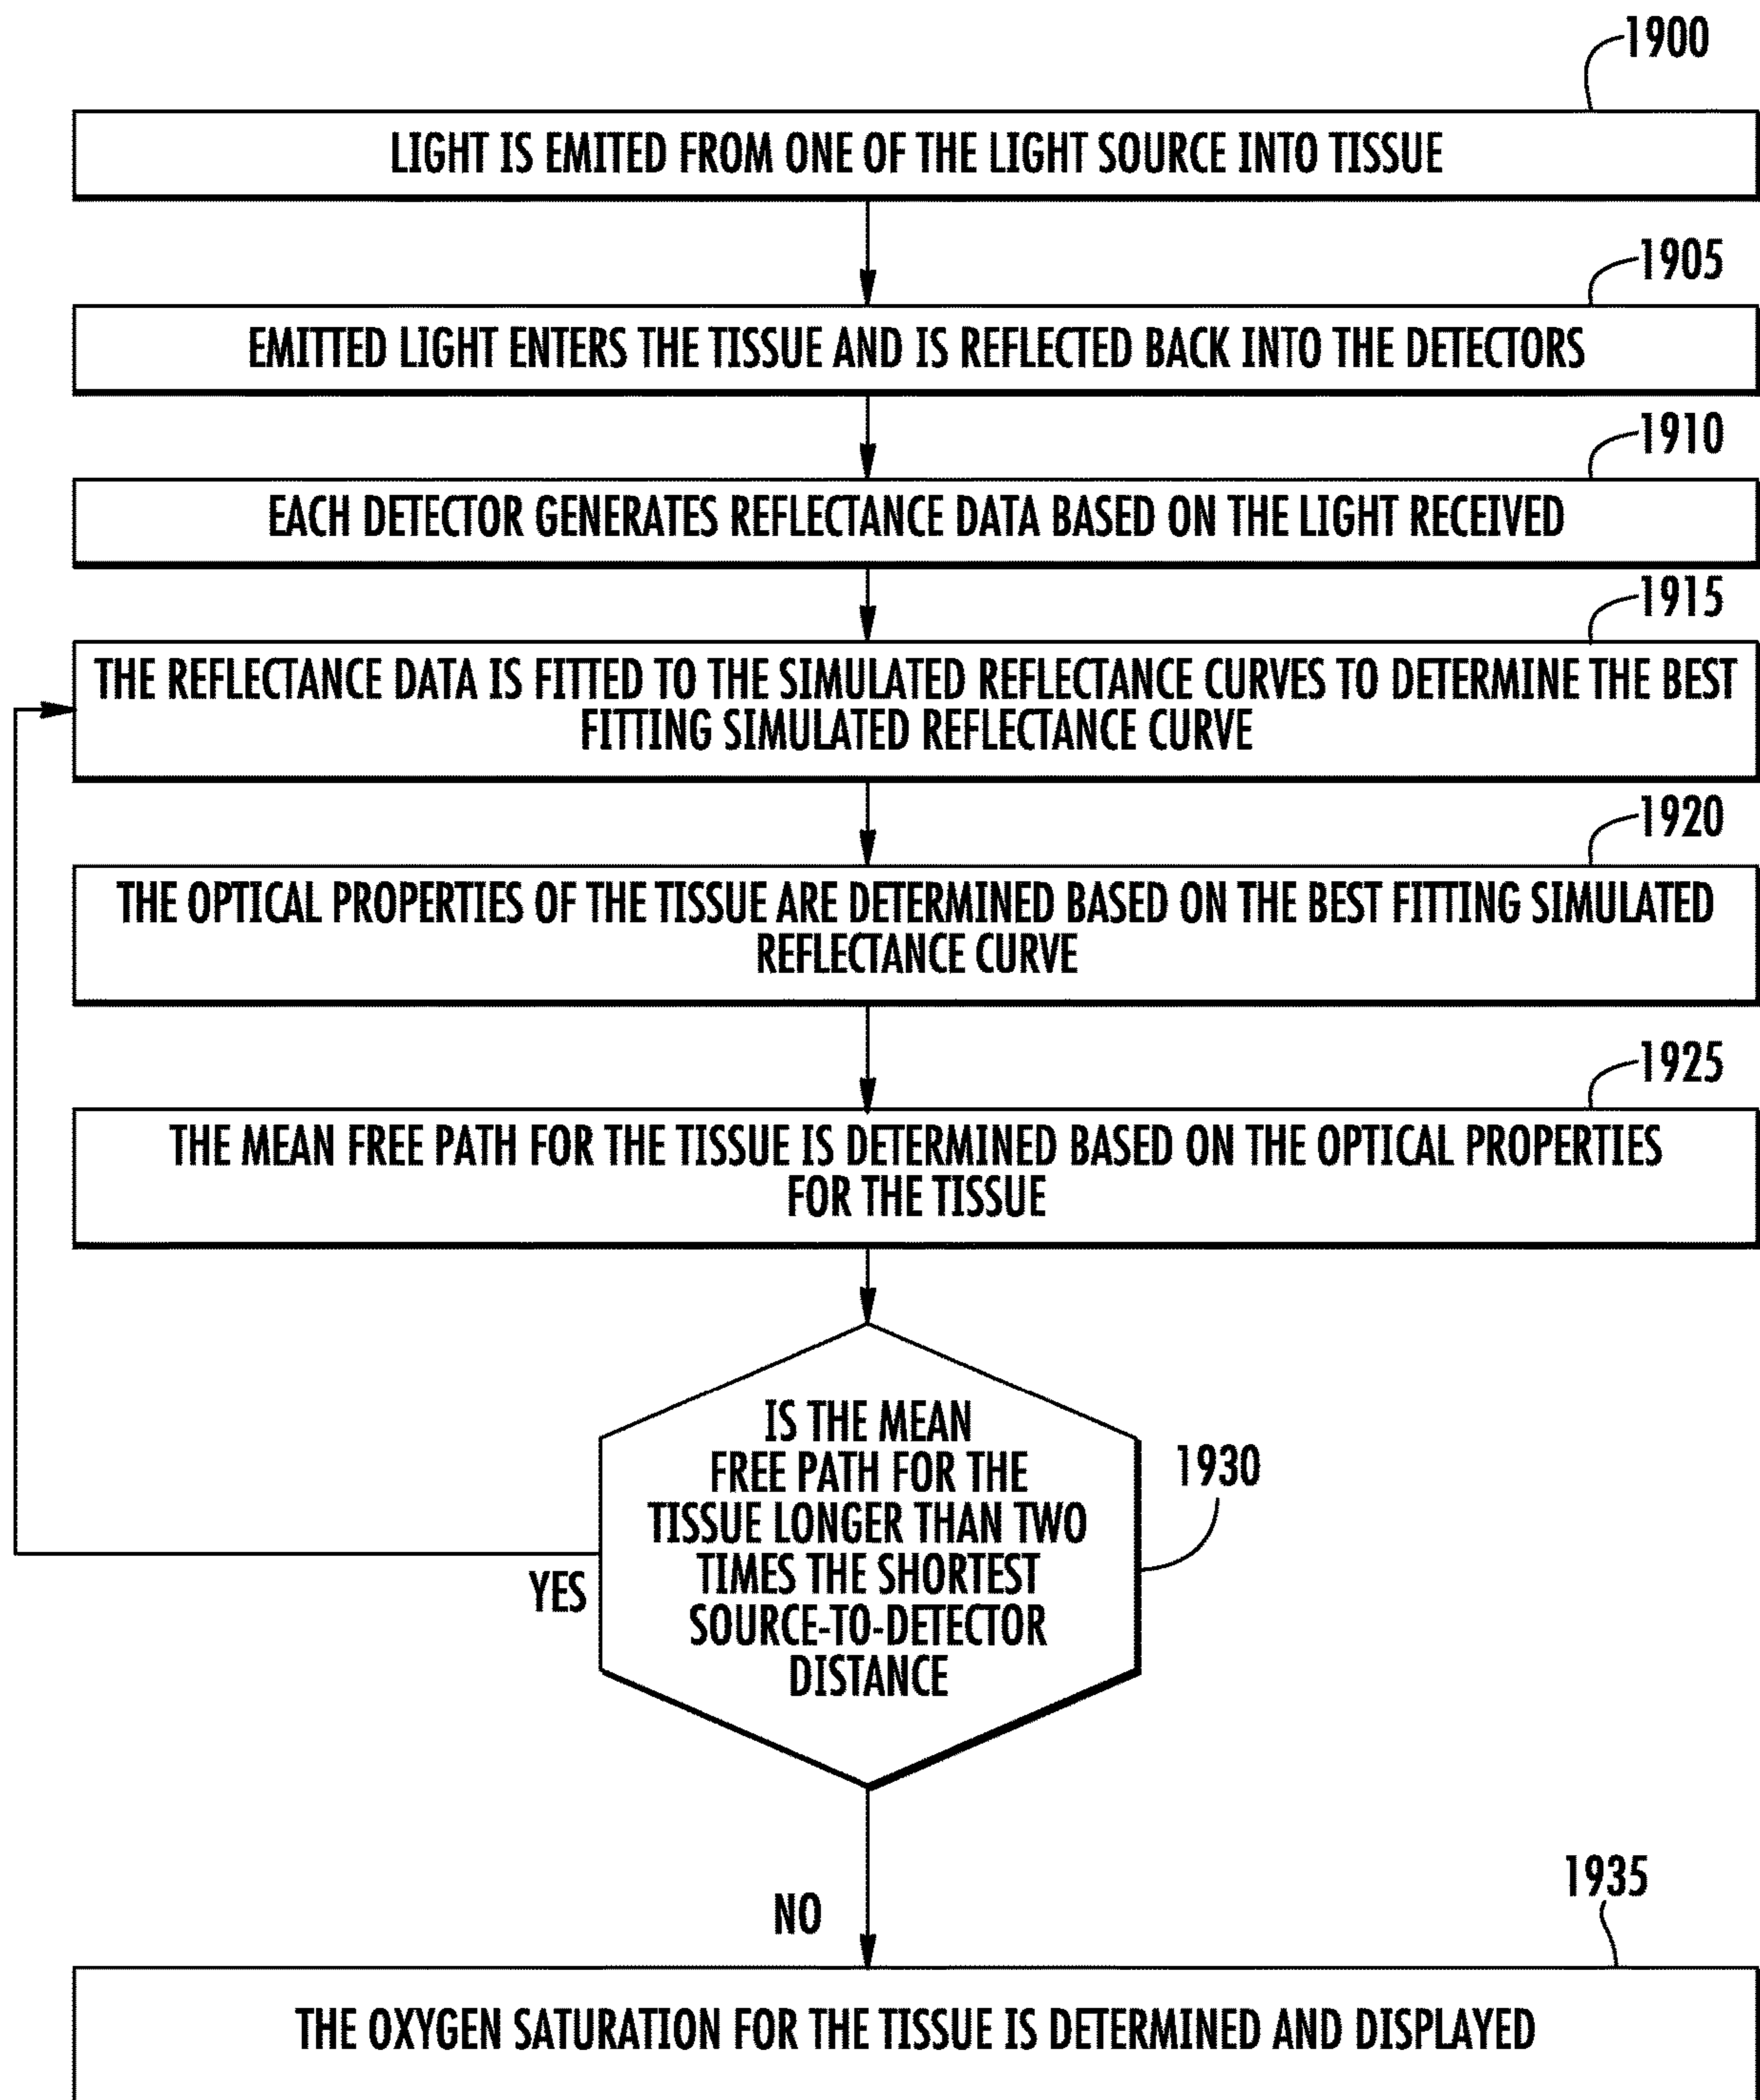 1900
LIGHT IS EMITED FROM ONE OF THE LIGHT SOURCE INTO TISSUE
1905
EMITTED LIGHT ENTERS THE TISSUE AND IS REFLECTED BACK INTO THE DETECTORS
1910
EACH DETECTOR GENERATES REFLECTANCE DATA BASED ON THE LIGHT RECEIVED
1915
THE REFLECTANCE DATA IS FITTED TO THE SIMULATED REFLECTANCE CURVES TO DETERMINE THE BEST
FITTING SIMULATED REFLECTANCE CURVE
1920
THE OPTICAL PROPERTIES OF THE TISSUE ARE DETERMINED BASED ON THE BEST FITTING SIMULATED
REFLECTANCE CURVE
1925
THE MEAN FREE PATH FOR THE TISSUE IS DETERMINED BASED ON THE OPTICAL PROPERTIES
FOR THE TISSUE
IS THE MEAN
FREE PATH FOR THE
TISSUE LONGER THAN TWO
TIMES THE SHORTEST
SOURCE-TO-DETECTOR
DISTANCE
1930
YES
NO
1935
THE OXYGEN SATURATION FOR THE TISSUE IS DETERMINED AND DISPLAYED